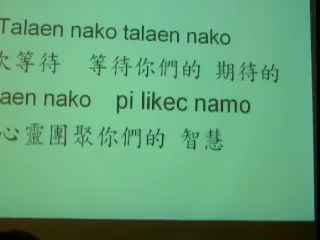 Talaen nako talaen nako
次等待 等待你們的 期待的
aen nako pi likec namo
心靈團聚你們的 智慧